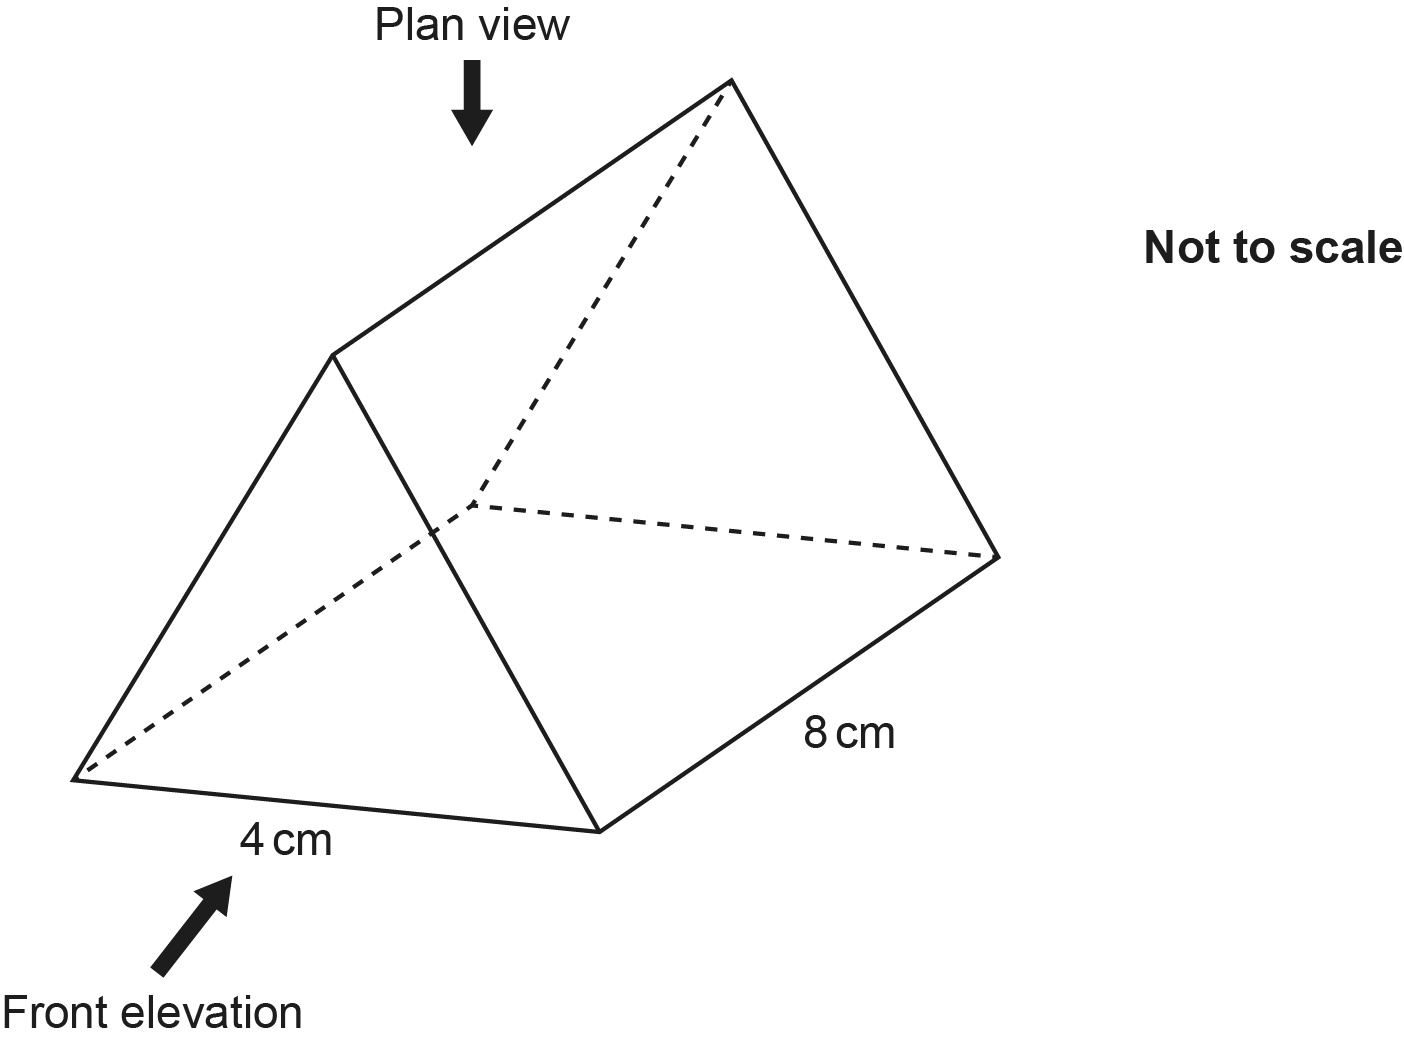 Plan view
Not to scale
8 cm
4 cm
Front elevation